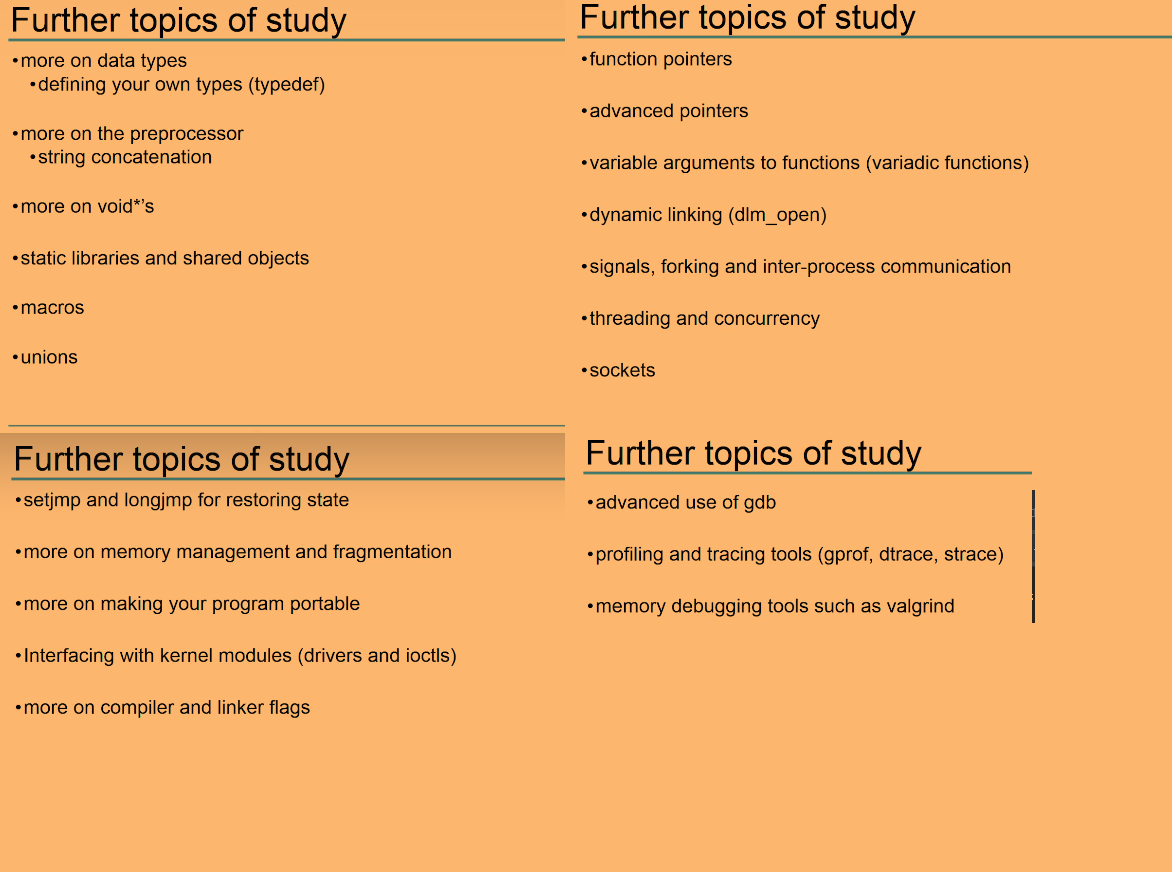 Further topics of study
•more on data types
•defining your own types (typedef)
•more on the preprocessor
•string concatenation
•more on void*'s
•static libraries and shared objects
•macros
•unions
Further topics of study
•function pointers
•advanced pointers
•variable arguments to functions (variadic functions)
•dynamic linking (dlm_open)
•signals, forking and inter-process communication
•threading and concurrency
•sockets
Further topics of study
•setjmp and longjmp for restoring state
•more on memory management and fragmentation
•more on making your program portable
•Interfacing with kernel modules (drivers and ioctls)
•more on compiler and linker flags
Further topics of study
•advanced use of gdb
•profiling and tracing tools (gprof, dtrace, strace)
•memory debugging tools such as valgrind